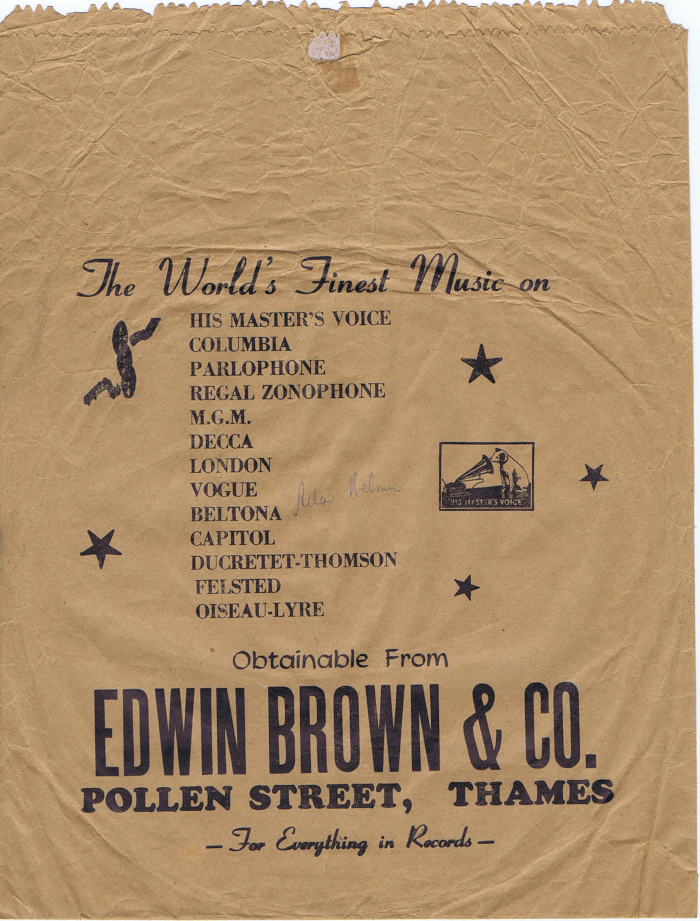 The World's Finest Music on
HIS MASTER'S VOICE
COLUMBIA
PARLOPHONE
REGAL ZONOPHONE
M.G.M.
DECCA
LONDON
VOGUE
BELTONA
CAPITOL
DUCRETET-THOMSON
FELSTED
OISEAU-LYRE
"HIS MASTER'S VOICE"
Obtainable From
EDWIN BROWN & CO.
POLLEN STREET, THAMES
— For Everything in Records —